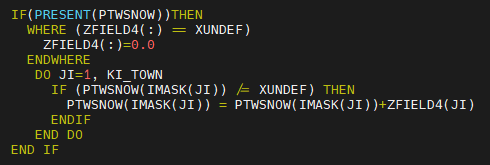 IF(PRESENT(PTWSNOW))THEN
WHERE (ZFIELD4(:) == XUNDEF)
ZFIELD4(:)=0.0
ENDWHERE
DO JI=1, KI_TOWN
IF (PTWSNOW(IMASK(JI)) /= XUNDEF) THEN
PTWSNOW(IMASK(JI)) = PTWSNOW(IMASK(JI))+ZFIELD4(JI)
ENDIF
END DO
END IF